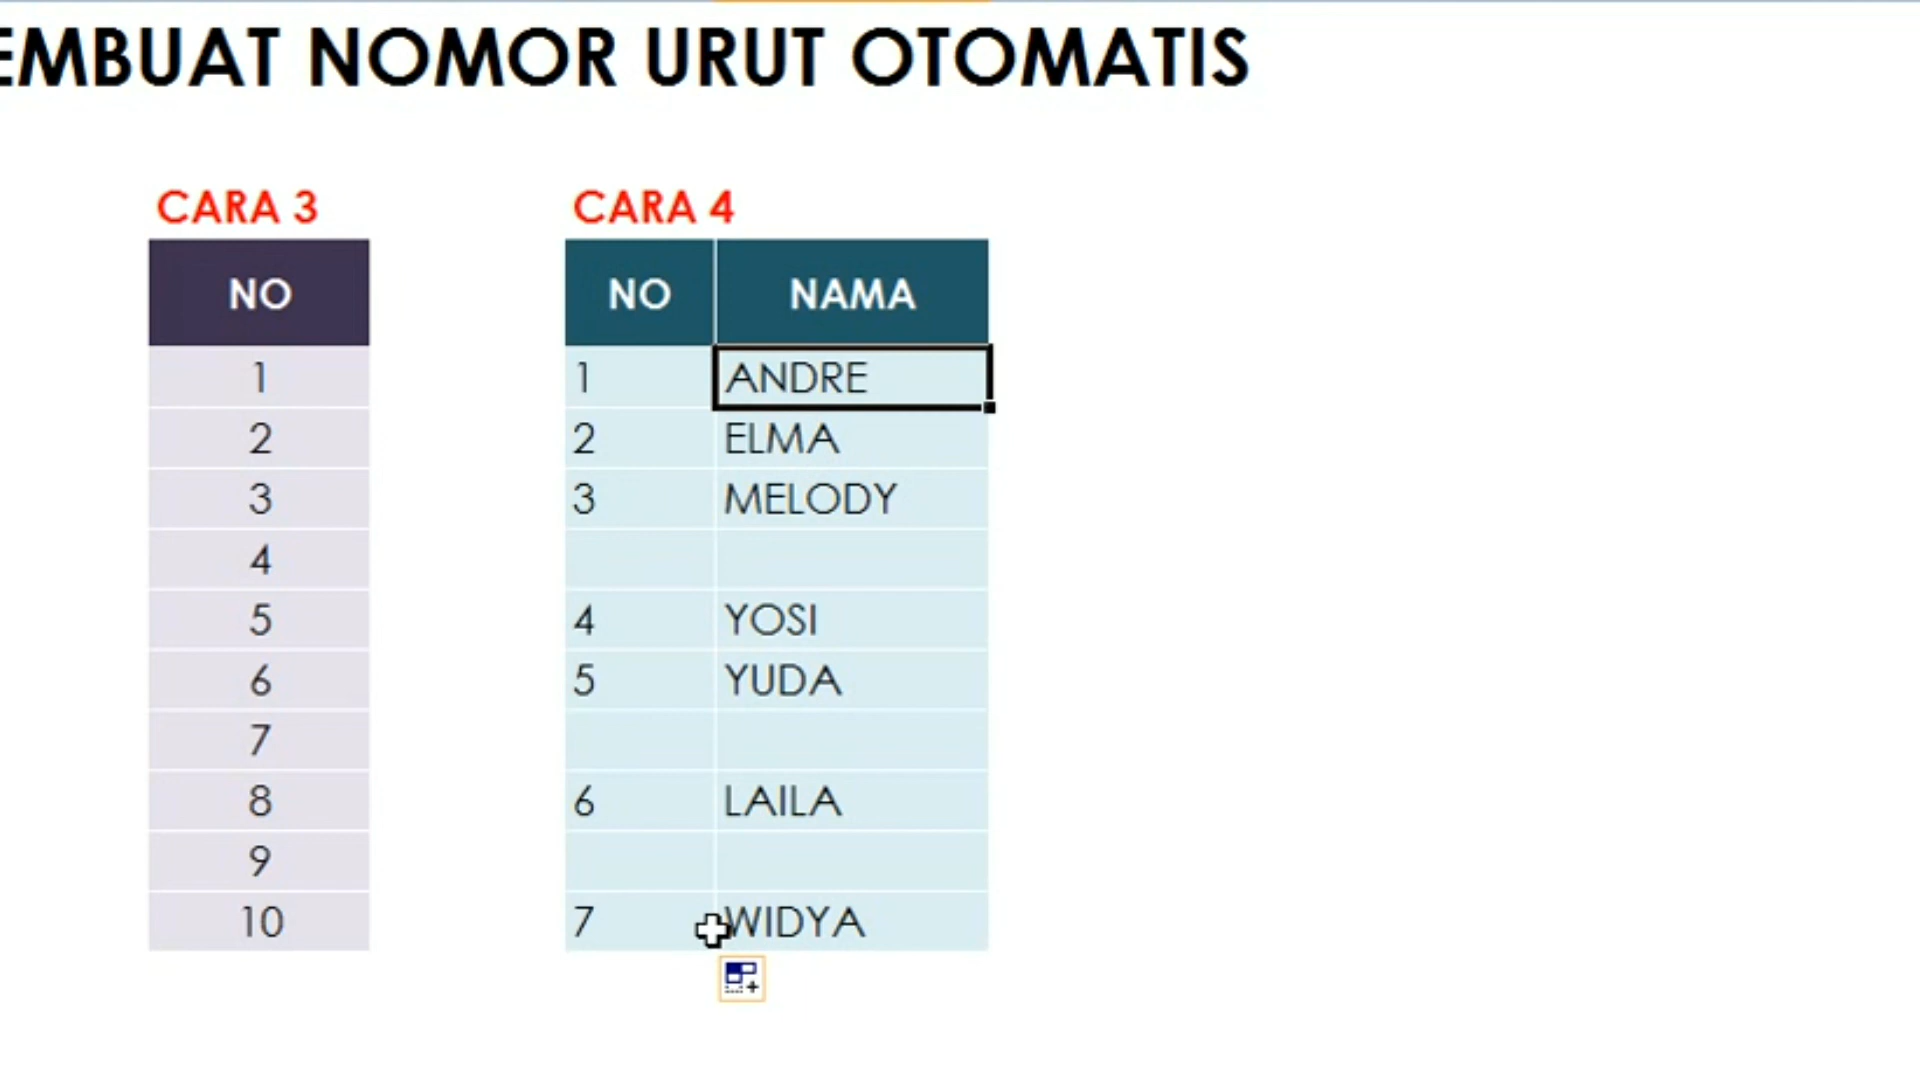 EMBUAT NOMOR URUT OTOMATIS
CARA 3
NO
1
2
3
4
5
6
7
8
9
10
CARA 4
NO NAMA
1 ANDRE
2 ELMA
3 MELODY
4 YOSI
5 YUDA
6 LAILA
7 WIDYA